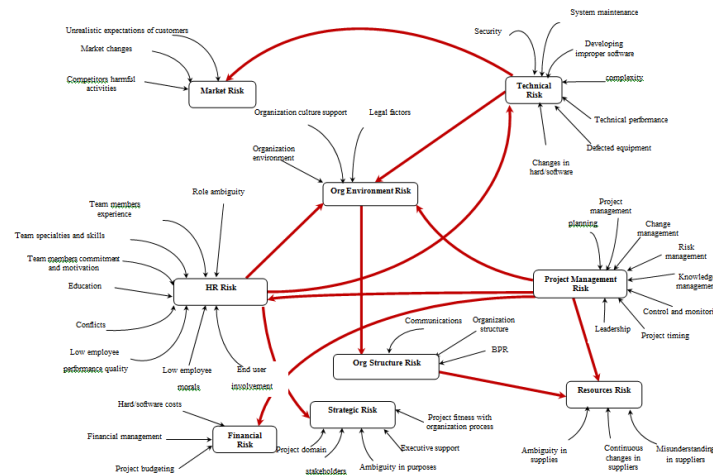 System maintenance
Unrealistic expectations of customers
Security
Market changes
Developing
improper software
Competitors harmful
activities
complexity
Market Risk
Technical
Risk
Organization culture support
Legal factors
Technical performance
Organization
environment
Defected equipment
Changes in
hard/software
Role ambiguity
Org Environment Risk
Team members
experience
Project
management
planning
Change
management
Team specialties and skills
Risk
management
Team members commitment
and motivation
Knowledge
management
Education
HR Risk
Project Management
Risk
Control and monitori
Conflicts
Communications
Organization
structure
Leadership
Project timing
BPR
Low employee
performance quality
Low employee
morals
End user
involvement
Org Structure Risk
Resources Risk
Hard/software costs
Strategic Risk
Project fitness with
organization process
Financial management
Financial
Risk
Project domain
Executive support
Ambiguity in
supplies
Continuous
changes in
suppliers
Misunderstanding
in suppliers
Project budgeting
stakeholders
Ambiguity in purposes